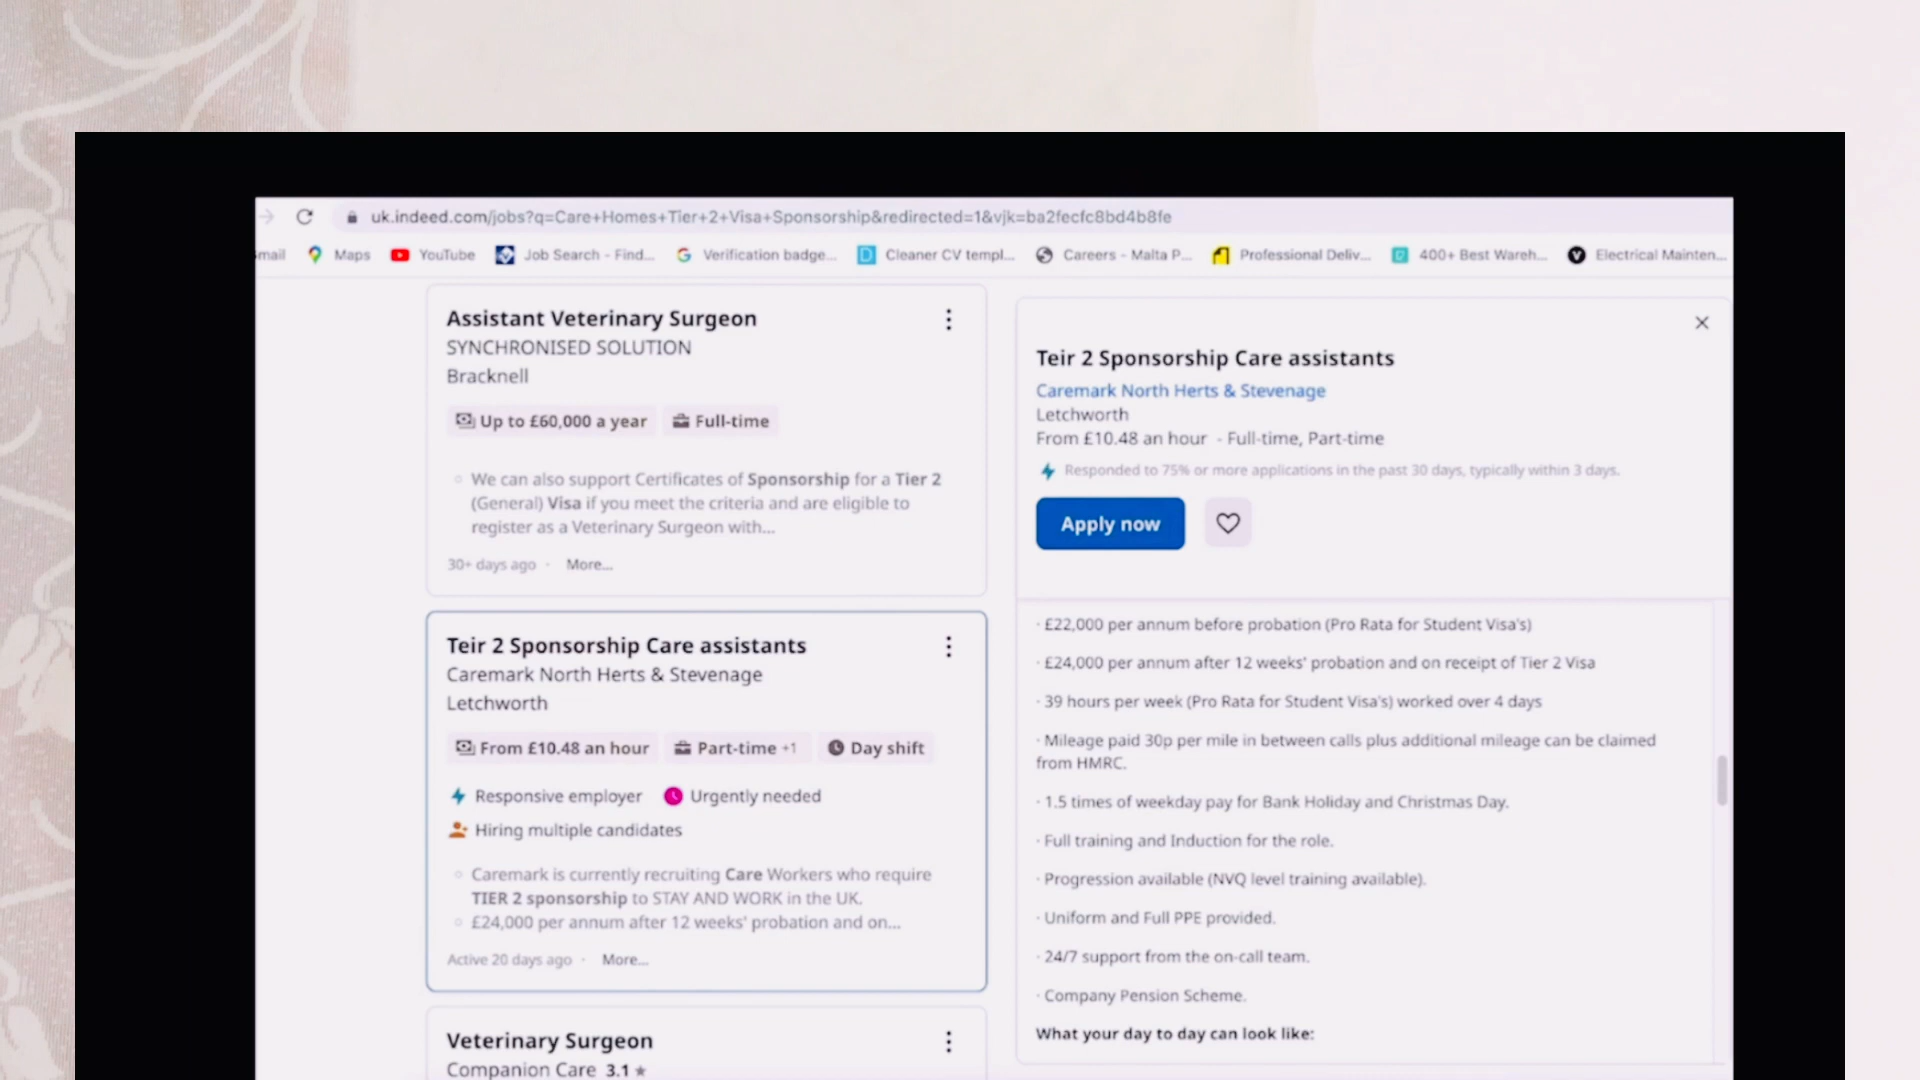 uk.indeed.com/jobs?q=Care+Homes+Tier+2+Visa+Sponsorship&redirected=1&vjk=ba2fecfc8bd4b8fe
Maps YouTube Job Search - Find... Verification badge... Cleaner CV templ... Careers - Malta P... Professional Deliv... 400+ Best Wareh... Electrical Mainten...
Assistant Veterinary Surgeon
SYNCHRONISED SOLUTION
Bracknell
Up to £60,000 a year Full-time
We can also support Certificates of Sponsorship for a Tier 2
(General) Visa if you meet the criteria and are eligible to
register as a Veterinary Surgeon with...
30+ days ago · More...
Teir 2 Sponsorship Care assistants
Caremark North Herts & Stevenage
Letchworth
From £10.48 an hour Part-time +1 Day shift
Responsive employer Urgently needed
Hiring multiple candidates
Caremark is currently recruiting Care Workers who require
TIER 2 sponsorship to STAY AND WORK in the UK.
£24,000 per annum after 12 weeks' probation and on...
Active 20 days ago · More...
Veterinary Surgeon
Companion Care 3.1 ★
Teir 2 Sponsorship Care assistants
Caremark North Herts & Stevenage
Letchworth
From £10.48 an hour - Full-time, Part-time
Responded to 75% or more applications in the past 30 days, typically within 3 days.
Apply now
· £22,000 per annum before probation (Pro Rata for Student Visa's)
· £24,000 per annum after 12 weeks' probation and on receipt of Tier 2 Visa
· 39 hours per week (Pro Rata for Student Visa's) worked over 4 days
· Mileage paid 30p per mile in between calls plus additional mileage can be claimed
from HMRC.
· 1.5 times of weekday pay for Bank Holiday and Christmas Day.
· Full training and Induction for the role.
· Progression available (NVQ level training available).
· Uniform and Full PPE provided.
· 24/7 support from the on-call team.
· Company Pension Scheme.
What your day to day can look like: